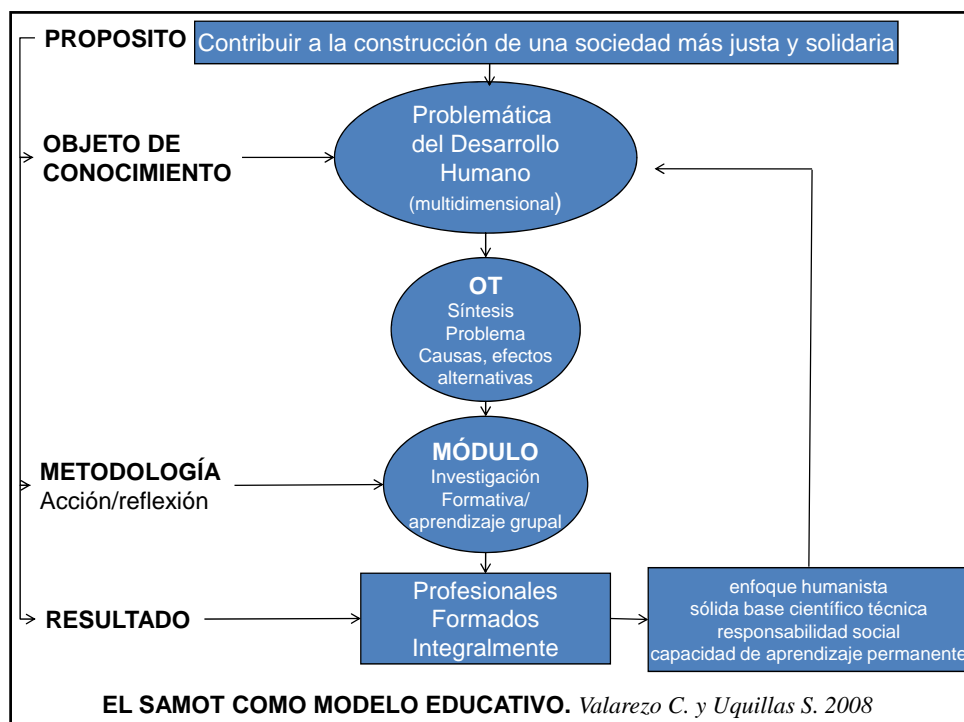 PROPOSITO
Contribuir a la construcción de una sociedad más justa y solidaria
OBJETO DE
CONOCIMIENTO
Problemática
del Desarrollo
Humano
(multidimensional)
OT
Síntesis
Problema
Causas, efectos
alternativas
METODOLOGÍA
Acción/reflexión
MÓDULO
Investigación
Formativa/
aprendizaje grupal
RESULTADO
Profesionales
Formados
Integralmente
enfoque humanista
sólida base científico técnica
responsabilidad social
capacidad de aprendizaje permanente
EL SAMOT COMO MODELO EDUCATIVO. Valarezo C. y Uquillas S. 2008